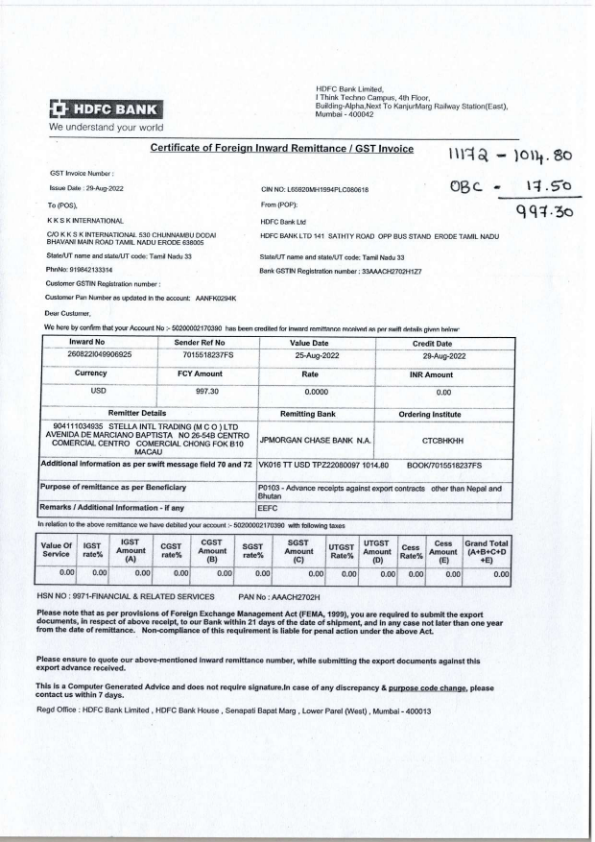 HDFC Bank Limited,
I Think Techno Campus, 4th Floor,
Building-Alpha,Next To KanjurMarg Railway Station(East),
Mumbai - 400042
HDFC BANK
We understand your world
Certificate of Foreign Inward Remittance / GST Invoice
11172 - 1014.80
OBC - 17.50
997.30
GST Invoice Number :
Issue Date : 29-Aug-2022
CIN NO: L65920MH1994PLC080618
To (POS),
From (POP):
K K S K INTERNATIONAL
HDFC Bank Ltd
C/O K K S K INTERNATIONAL 530 CHUNNAMBU DODAI
BHAVANI MAIN ROAD TAMIL NADU ERODE 638005
HDFC BANK LTD 141 SATHTY ROAD OPP BUS STAND ERODE TAMIL NADU
State/UT name and state/UT code: Tamil Nadu 33
State/UT name and state/UT code: Tamil Nadu 33
PhnNo: 919842133314
Bank GSTIN Registration number : 33AAACH2702H1Z7
Customer GSTIN Registration number :
Customer Pan Number as updated in the account: AANFK0294K
Dear Customer,
We here by confirm that your Account No :- 50200002170390 has been credited for inward remittance received as per swift details given below:
Inward No Sender Ref No Value Date Credit Date
260822I049906925 7015518237FS 25-Aug-2022 29-Aug-2022
Currency FCY Amount Rate INR Amount
USD 997.30 0.0000 0.00
Remitter Details Remitting Bank Ordering Institute
904111034935 STELLA INTL TRADING (M C O ) LTD
AVENIDA DE MARCIANO BAPTISTA NO 26-54B CENTRO
COMERCIAL CENTRO COMERCIAL CHONG FOK B10
MACAU
JPMORGAN CHASE BANK N.A.
CTCBHKHH
Additional information as per swift message field 70 and 72 VK016 TT USD TPZ22080097 1014.80 BOOK/7015518237FS
Purpose of remittance as per Beneficiary P0103 - Advance receipts against export contracts other than Nepal and
Bhutan
Remarks / Additional Information - if any EEFC
In relation to the above remittance we have debited your account :- 50200002170390 with following taxes
Value Of Service IGST rate% IGST Amount (A) CGST rate% CGST Amount (B) SGST rate% SGST Amount (C) UTGST Rate% UTGST Amount (D) Cess Rate% Cess Amount (E) Grand Total (A+B+C+D +E)
0.00 0.00 0.00 0.00 0.00 0.00 0.00 0.00 0.00 0.00 0.00 0.00
HSN NO : 9971-FINANCIAL & RELATED SERVICES PAN No : AAACH2702H
Please note that as per provisions of Foreign Exchange Management Act (FEMA, 1999), you are required to submit the export
documents, in respect of above receipt, to our Bank within 21 days of the date of shipment, and in any case not later than one year
from the date of remittance. Non-compliance of this requirement is liable for penal action under the above Act.
Please ensure to quote our above-mentioned inward remittance number, while submitting the export documents against this
export advance received.
This is a Computer Generated Advice and does not require signature.In case of any discrepancy & purpose code change, please
contact us within 7 days.
Regd Office : HDFC Bank Limited , HDFC Bank House , Senapati Bapat Marg , Lower Parel (West) , Mumbai - 400013